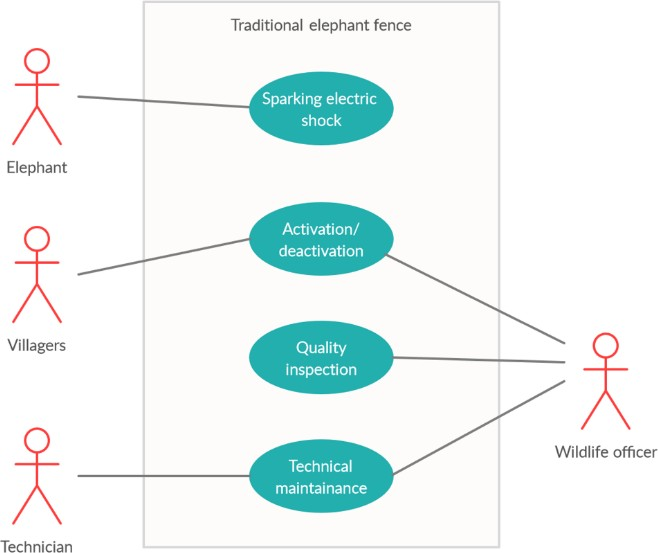 Traditional elephant fence
Sparking electric
shock
Elephant
Activation/
deactivation
Villagers
Quality
inspection
Wildlife officer
Technical
maintainance
Technician